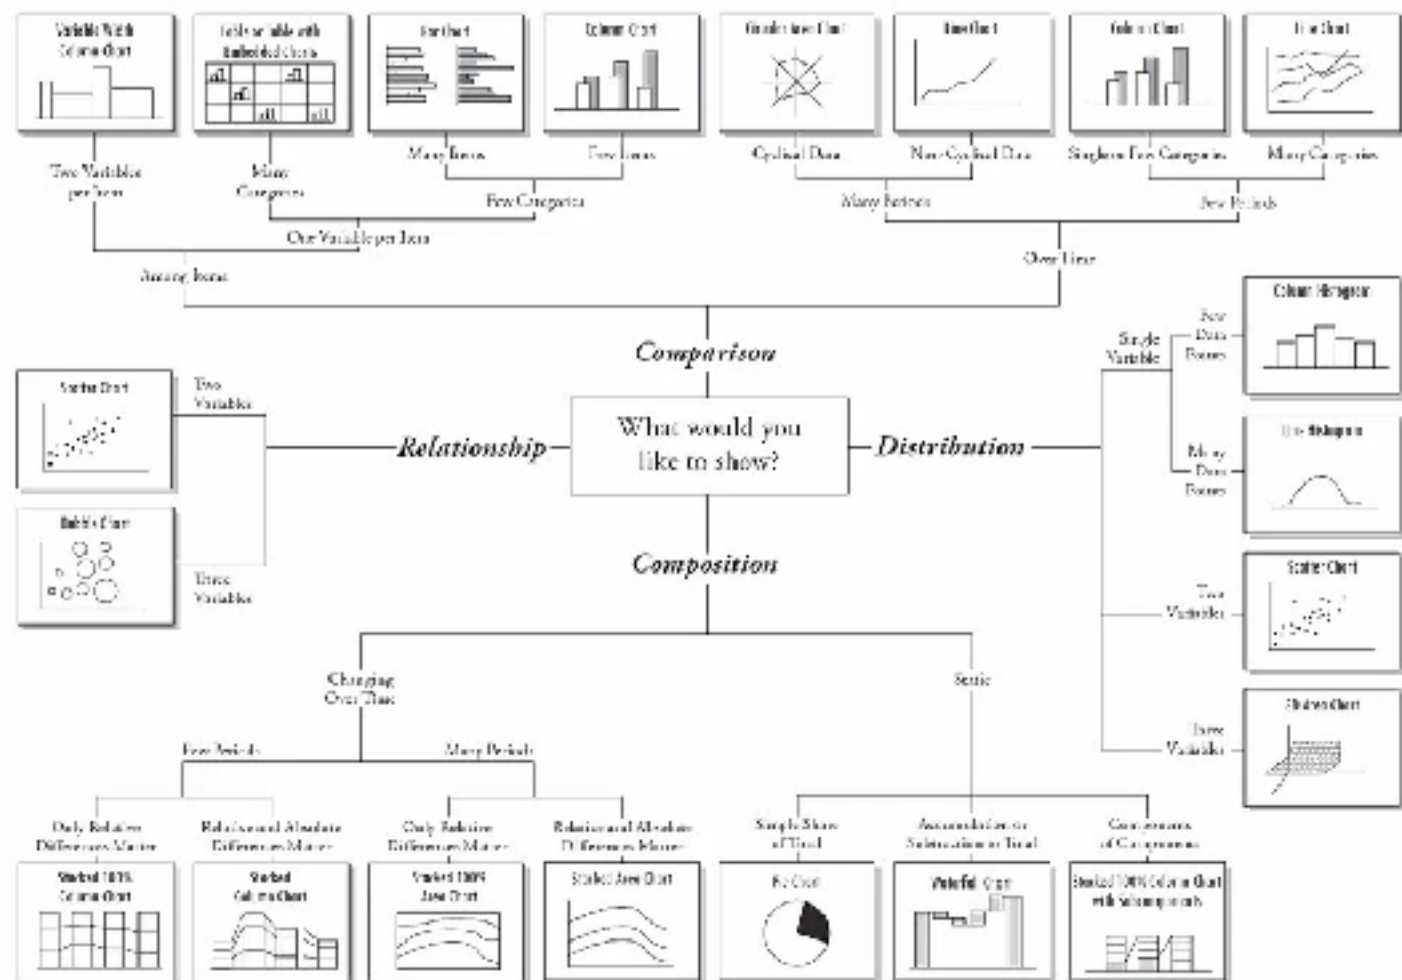 Variable Width
Column Chart
Table or Table with
Embedded Charts
Bar Chart
Column Chart
Circular Area Chart
Line Chart
Column Chart
Line Chart
Two Variables
per Item
Many
Categories
Many Items
Few Items
Cyclical Data
Non-Cyclical Data
Single or Few Categories
Many Categories
Few Categories
Many Periods
Few Periods
One Variable per Item
Among Items
Over Time
Comparison
What would you
like to show?
Relationship
Scatter Chart
Two
Variables
Bubble Chart
Three
Variables
Distribution
Single
Variable
Few
Data
Points
Column Histogram
Many
Data
Points
Line Histogram
Two
Variables
Scatter Chart
Three
Variables
3D Area Chart
Composition
Changing
Over Time
Static
Few Periods
Many Periods
Only Relative
Differences Matter
Relative and Absolute
Differences Matter
Only Relative
Differences Matter
Relative and Absolute
Differences Matter
Simple Share
of Total
Accumulation or
Subtraction to Total
Components
of Components
Stacked 100%
Column Chart
Stacked
Column Chart
Stacked 100%
Area Chart
Stacked Area Chart
Pie Chart
Waterfall Chart
Stacked 100% Column Chart
with Subcomponents